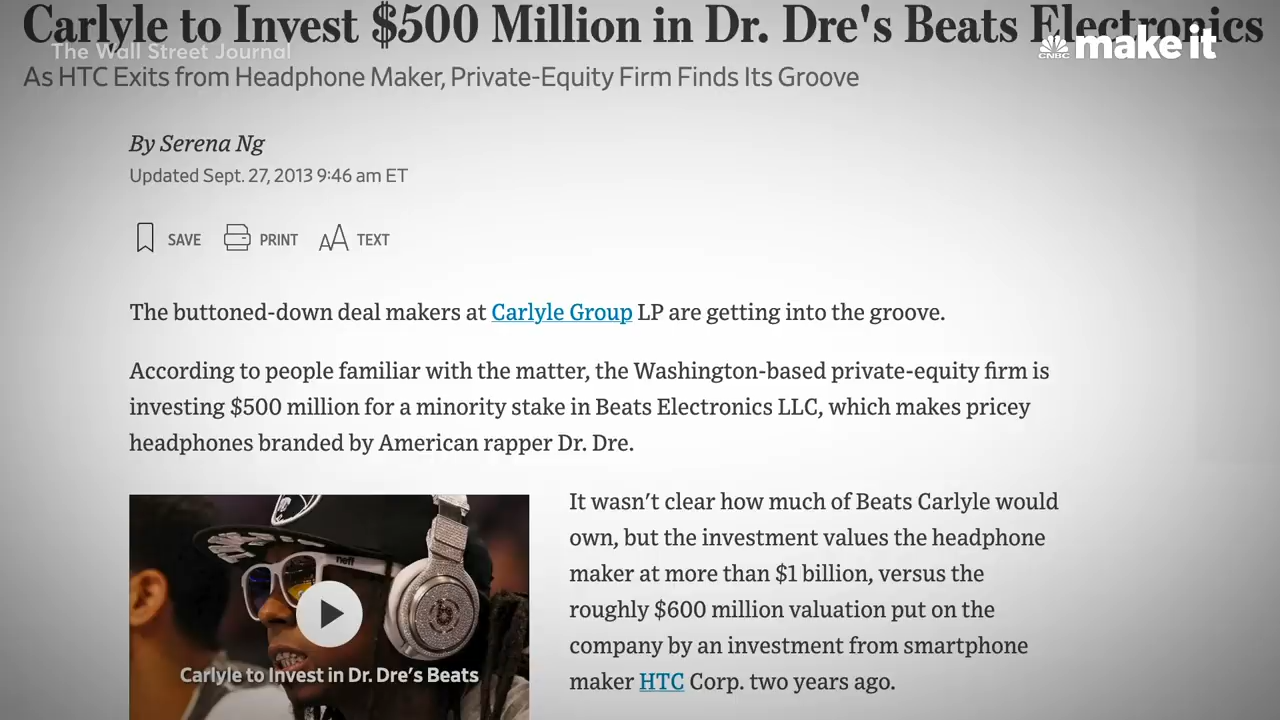 Carlyle to Invest $500 Million in Dr. Dre's Beats Electronics
The Wall Street Journal
CNBC make it
As HTC Exits from Headphone Maker, Private-Equity Firm Finds Its Groove
By Serena Ng
Updated Sept. 27, 2013 9:46 am ET
SAVE PRINT AA TEXT
The buttoned-down deal makers at Carlyle Group LP are getting into the groove.
According to people familiar with the matter, the Washington-based private-equity firm is
investing $500 million for a minority stake in Beats Electronics LLC, which makes pricey
headphones branded by American rapper Dr. Dre.
neff
b
Carlyle to Invest in Dr. Dre's Beats
It wasn't clear how much of Beats Carlyle would
own, but the investment values the headphone
maker at more than $1 billion, versus the
roughly $600 million valuation put on the
company by an investment from smartphone
maker HTC Corp. two years ago.